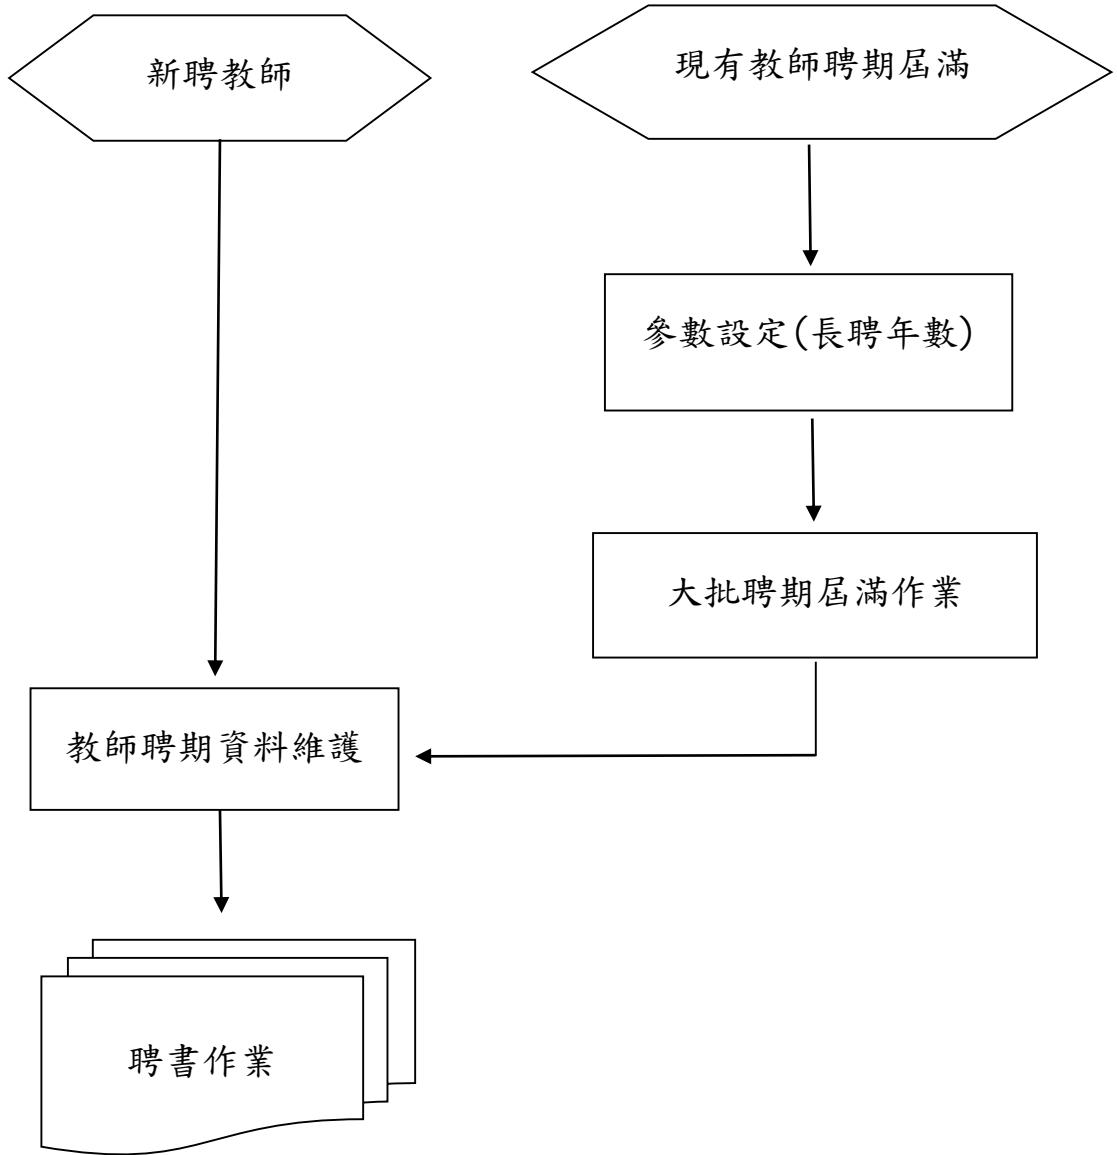 新聘教師
現有教師聘期屆滿
參數設定(長聘年數)
大批聘期屆滿作業
教師聘期資料維護
聘書作業